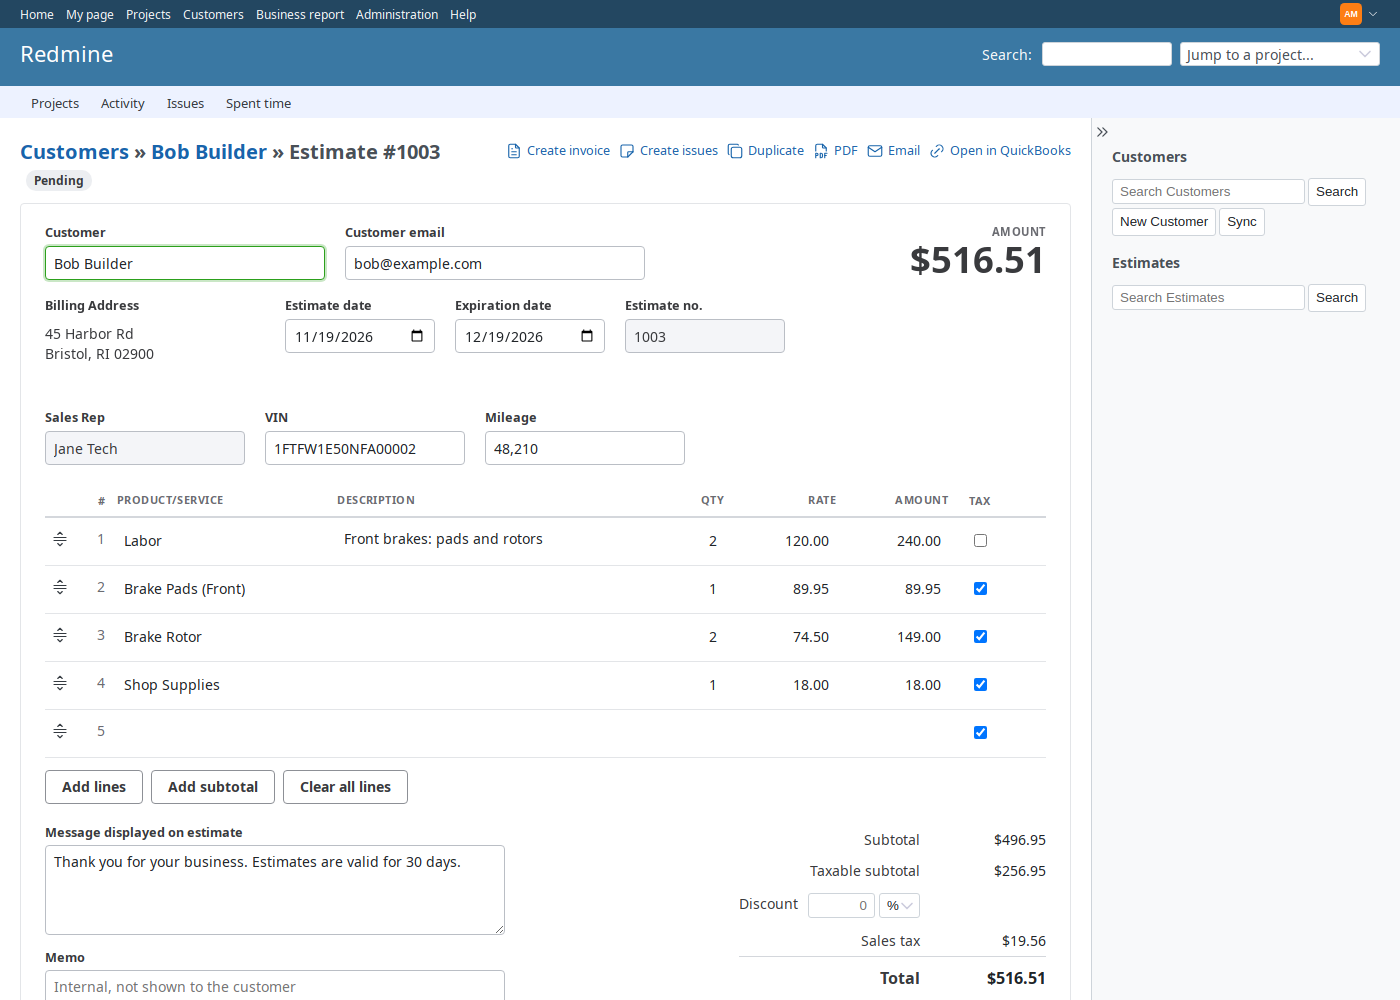 Home My page Projects Customers Business report Administration Help AM
Redmine Search: Jump to a project...
Projects Activity Issues Spent time
Customers » Bob Builder » Estimate #1003
Pending
Create invoice Create issues Duplicate PDF Email Open in QuickBooks
Customer Customer email AMOUNT
Bob Builder bob@example.com $516.51
Billing Address Estimate date Expiration date Estimate no.
45 Harbor Rd 11/19/2026 12/19/2026 1003
Bristol, RI 02900
Sales Rep VIN Mileage
Jane Tech 1FTFW1E50NFA00002 48,210
# PRODUCT/SERVICE DESCRIPTION QTY RATE AMOUNT TAX
1 Labor Front brakes: pads and rotors 2 120.00 240.00
2 Brake Pads (Front) 1 89.95 89.95
3 Brake Rotor 2 74.50 149.00
4 Shop Supplies 1 18.00 18.00
5
Add lines Add subtotal Clear all lines
Message displayed on estimate
Thank you for your business. Estimates are valid for 30 days.
Memo
Internal, not shown to the customer
Subtotal $496.95
Taxable subtotal $256.95
Discount 0 %
Sales tax $19.56
Total $516.51
Customers
Search Customers Search
New Customer Sync
Estimates
Search Estimates Search